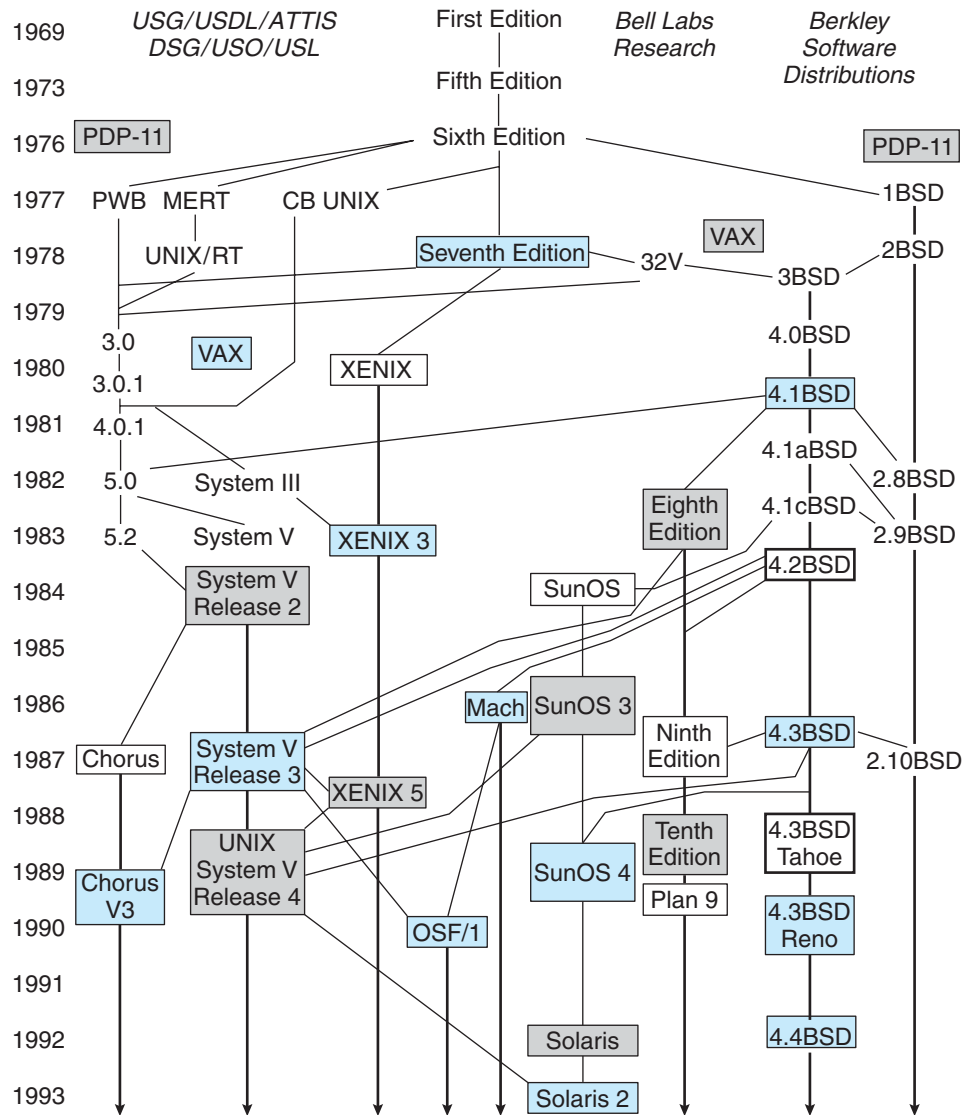 1969
USG/USDL/ATTIS
DSG/USO/USL
First Edition
Bell Labs
Research
Berkley
Software
Distributions
1973
Fifth Edition
1976
PDP-11
Sixth Edition
PDP-11
1977
PWB
MERT
CB UNIX
1BSD
1978
UNIX/RT
Seventh Edition
32V
VAX
3BSD
2BSD
1979
3.0
VAX
4.0BSD
1980
3.0.1
XENIX
4.1BSD
1981
4.0.1
4.1aBSD
1982
5.0
System III
2.8BSD
Eighth
Edition
4.1cBSD
1983
5.2
System V
XENIX 3
2.9BSD
4.2BSD
1984
System V
Release 2
SunOS
1985
1986
Mach
SunOS 3
Ninth
Edition
4.3BSD
1987
Chorus
System V
Release 3
2.10BSD
XENIX 5
1988
UNIX
System V
Release 4
Tenth
Edition
4.3BSD
Tahoe
1989
Chorus
V3
SunOS 4
Plan 9
4.3BSD
Reno
1990
OSF/1
1991
1992
Solaris
4.4BSD
1993
Solaris 2